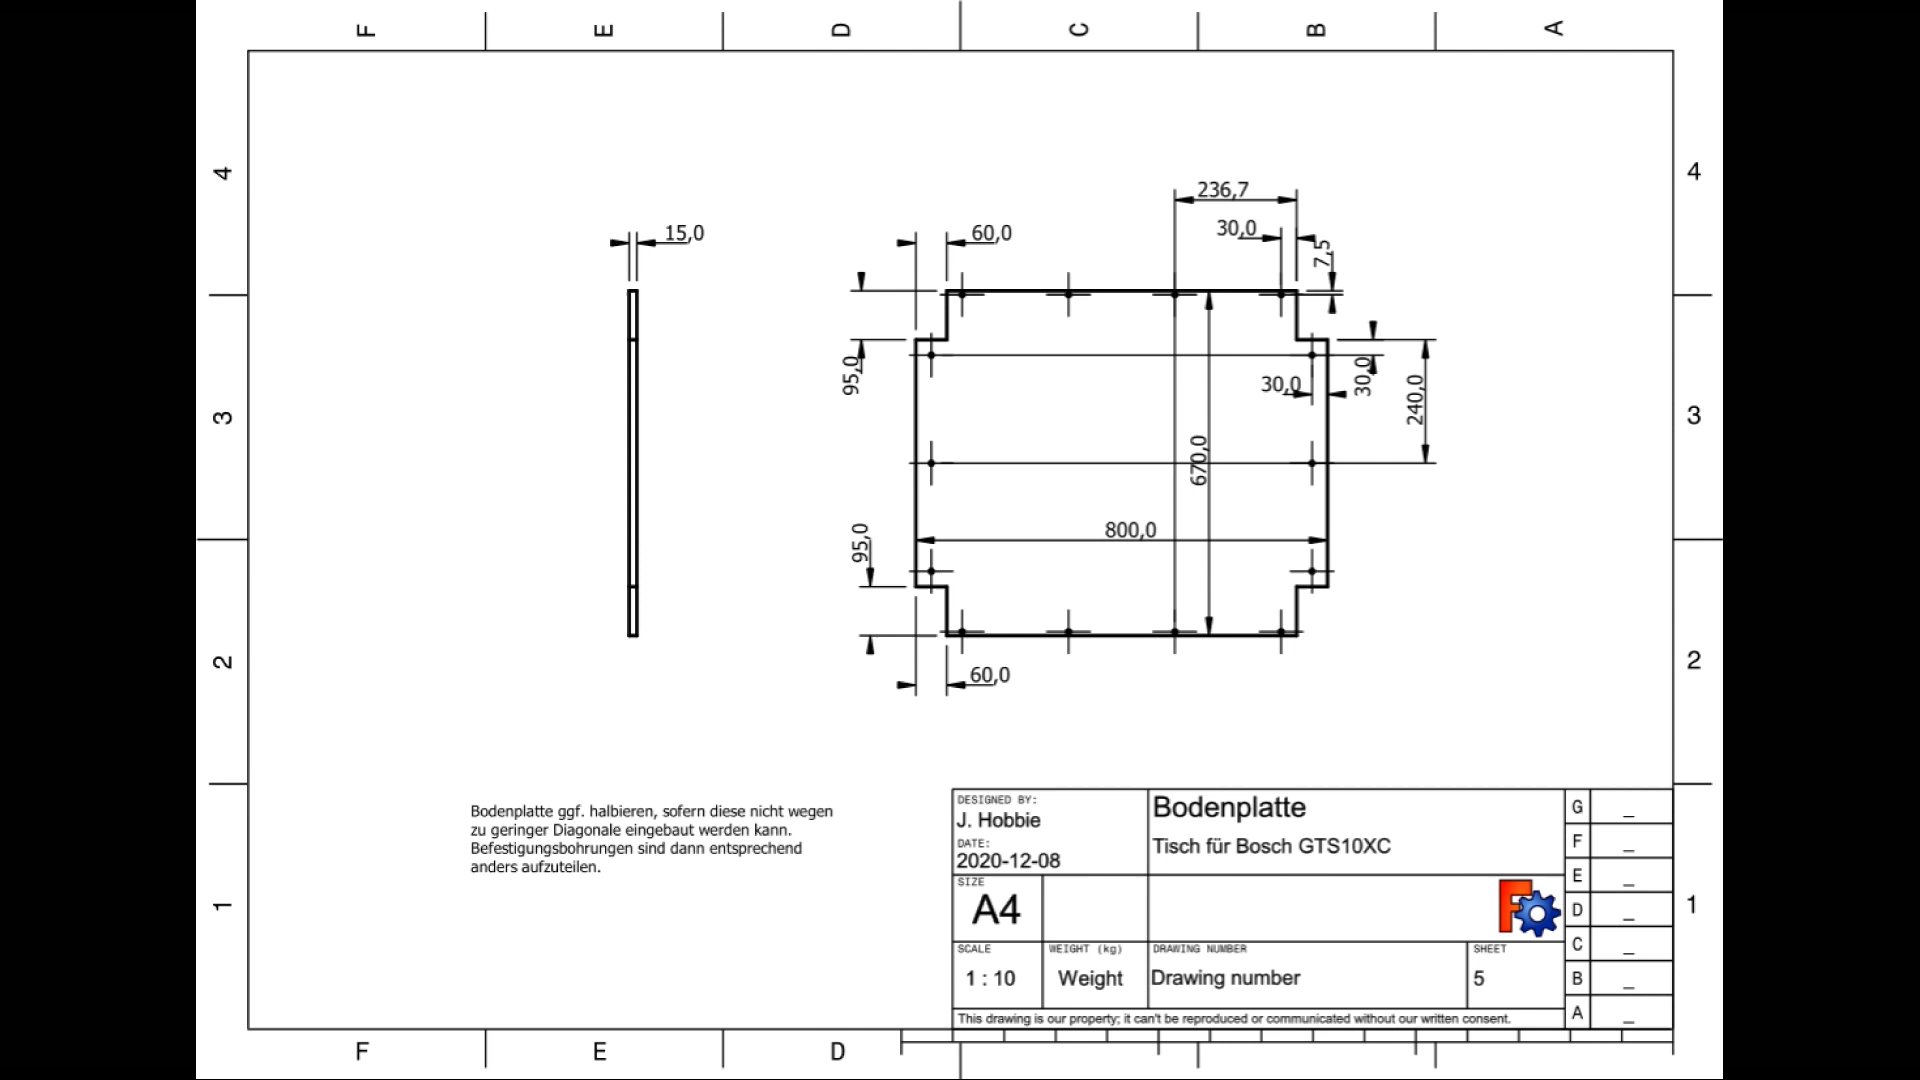 F E D C B A
4
4
236,7
30,0
7,5
15,0
60,0
95,0
30,0
30,0
240,0
3
3
670,0
800,0
95,0
60,0
2
2
Bodenplatte ggf. halbieren, sofern diese nicht wegen
zu geringer Diagonale eingebaut werden kann.
Befestigungsbohrungen sind dann entsprechend
anders aufzuteilen.
DESIGNED BY:
J. Hobbie
DATE:
2020-12-08
Bodenplatte
Tisch für Bosch GTS10XC
SIZE
A4
SCALE
1 : 10
WEIGHT (kg)
Weight
DRAWING NUMBER
Drawing number
SHEET
5
This drawing is our property; it can't be reproduced or communicated without our written consent.
G _
F _
E _
D _
C _
B _
A _
1
1
F E D